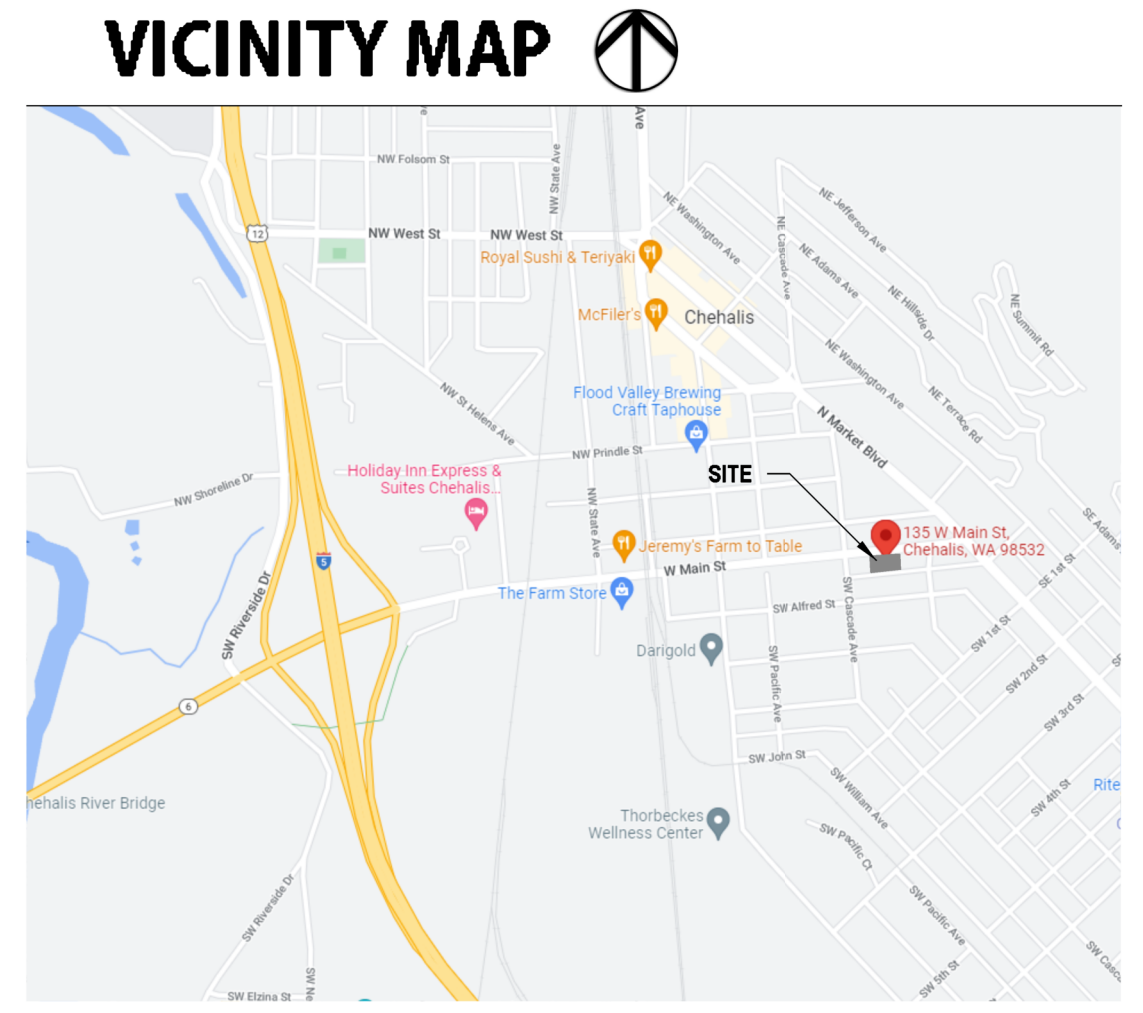 VICINITY MAP
Ave
NW Folsom St
NW State Ave
12
NW West St
NW West St
Royal Sushi & Teriyaki
McFiler's
Chehalis
NE Washington Ave
NE Cascade Ave
NE Jefferson Ave
NE Adams Ave
NE Hillside Dr
NE Summit Rd
NE Washington Ave
NE Terrace Rd
Flood Valley Brewing
Craft Taphouse
NW St Helens Ave
N Market Blvd
NW Prindle St
Holiday Inn Express &
Suites Chehalis...
SITE
NW Shoreline Dr
NW State Ave
SE Adams
135 W Main St,
Chehalis, WA 98532
Jeremy's Farm to Table
5
W Main St
SE 1st St
The Farm Store
SW Riverside Dr
SW Alfred St
SW Cascade Ave
SW 1st St
Darigold
SW Pacific Ave
SW 2nd St
6
SW 3rd St
SW John St
SW William Ave
Rite
SW 4th St
hehalis River Bridge
Thorbeckes
Wellness Center
SW Pacific Ct
SW Riverside Dr
SW Pacific Ave
SW Casc
SW 5th St
SW Elzina St
SW Ne